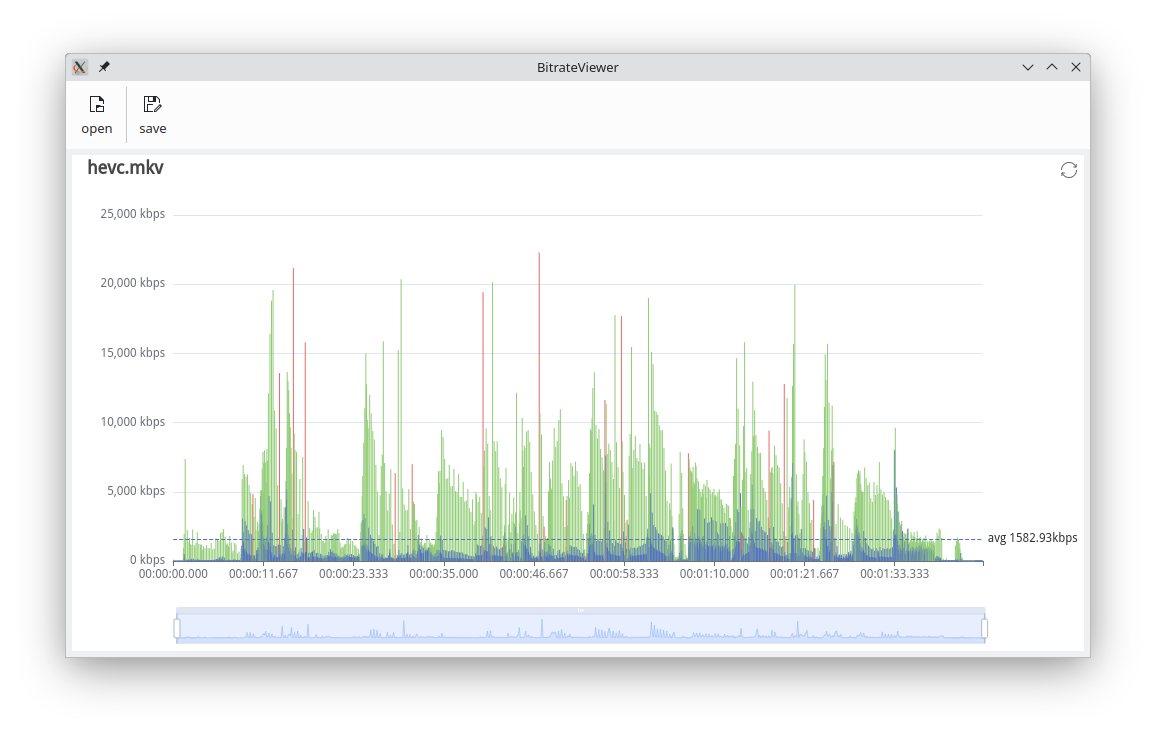 BitrateViewer
open
save
hevc.mkv
25,000 kbps
20,000 kbps
15,000 kbps
10,000 kbps
5,000 kbps
avg 1582.93kbps
0 kbps
00:00:00.000 00:00:11.667 00:00:23.333 00:00:35.000 00:00:46.667 00:00:58.333 00:01:10.000 00:01:21.667 00:01:33.333